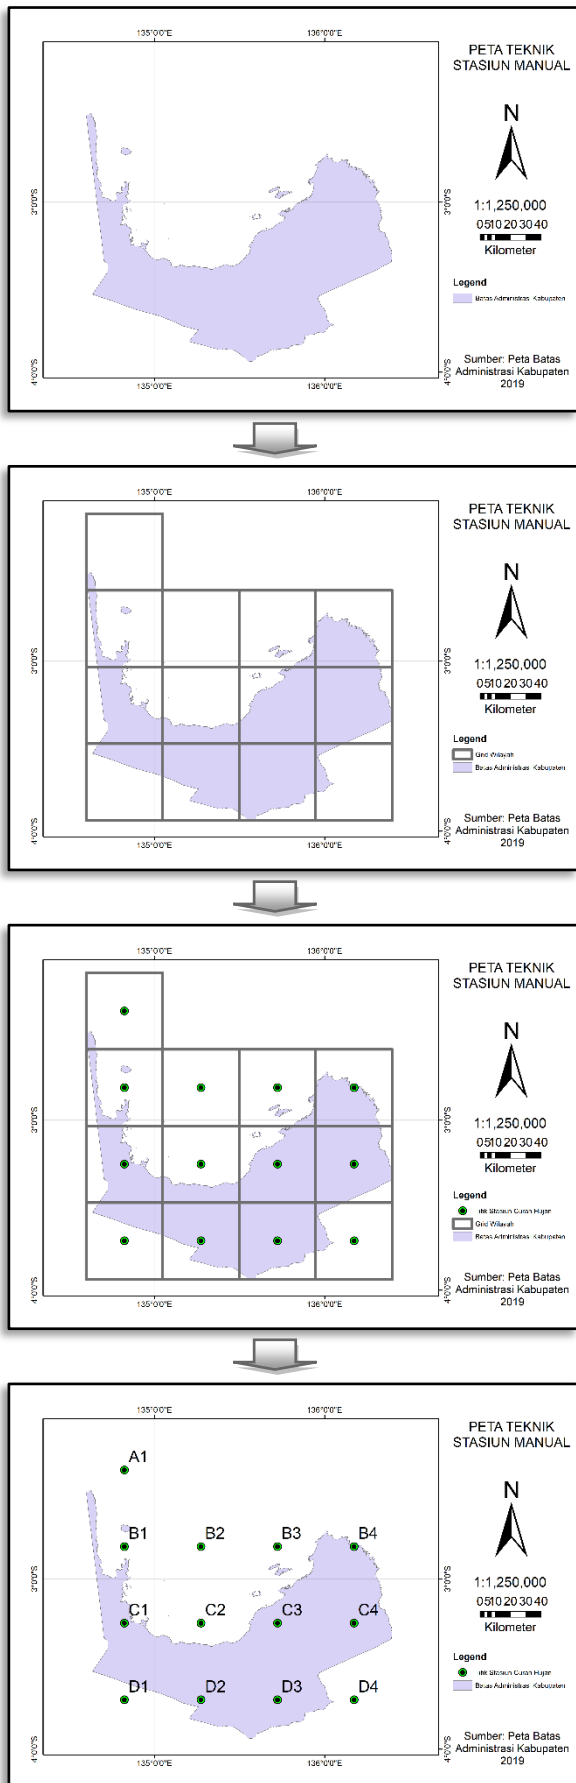 135°0'0"E
136°0'0"E
PETA TEKNIK
STASIUN MANUAL
N
3°0'0"S
3°0'0"S
1:1,250,000
0510 20 30 40
Kilometer
Legend
Batas Administrasi Kabupaten
Sumber: Peta Batas
Administrasi Kabupaten
2019
4°0'0"S
4°0'0"S
135°0'0"E
136°0'0"E
135°0'0"E
136°0'0"E
PETA TEKNIK
STASIUN MANUAL
N
3°0'0"S
3°0'0"S
1:1,250,000
0510 20 30 40
Kilometer
Legend
Grid Wilayah
Batas Administrasi Kabupaten
Sumber: Peta Batas
Administrasi Kabupaten
2019
4°0'0"S
4°0'0"S
135°0'0"E
136°0'0"E
135°0'0"E
136°0'0"E
PETA TEKNIK
STASIUN MANUAL
N
3°0'0"S
3°0'0"S
1:1,250,000
0510 20 30 40
Kilometer
Legend
Titik Stasiun Curah Hujan
Grid Wilayah
Batas Administrasi Kabupaten
Sumber: Peta Batas
Administrasi Kabupaten
2019
4°0'0"S
4°0'0"S
135°0'0"E
136°0'0"E
135°0'0"E
136°0'0"E
PETA TEKNIK
STASIUN MANUAL
A1
N
B1 B2 B3 B4
3°0'0"S
3°0'0"S
1:1,250,000
0510 20 30 40
Kilometer
C1 C2 C3 C4
Legend
Titik Stasiun Curah Hujan
Batas Administrasi Kabupaten
D1 D2 D3 D4
Sumber: Peta Batas
Administrasi Kabupaten
2019
4°0'0"S
4°0'0"S
135°0'0"E
136°0'0"E